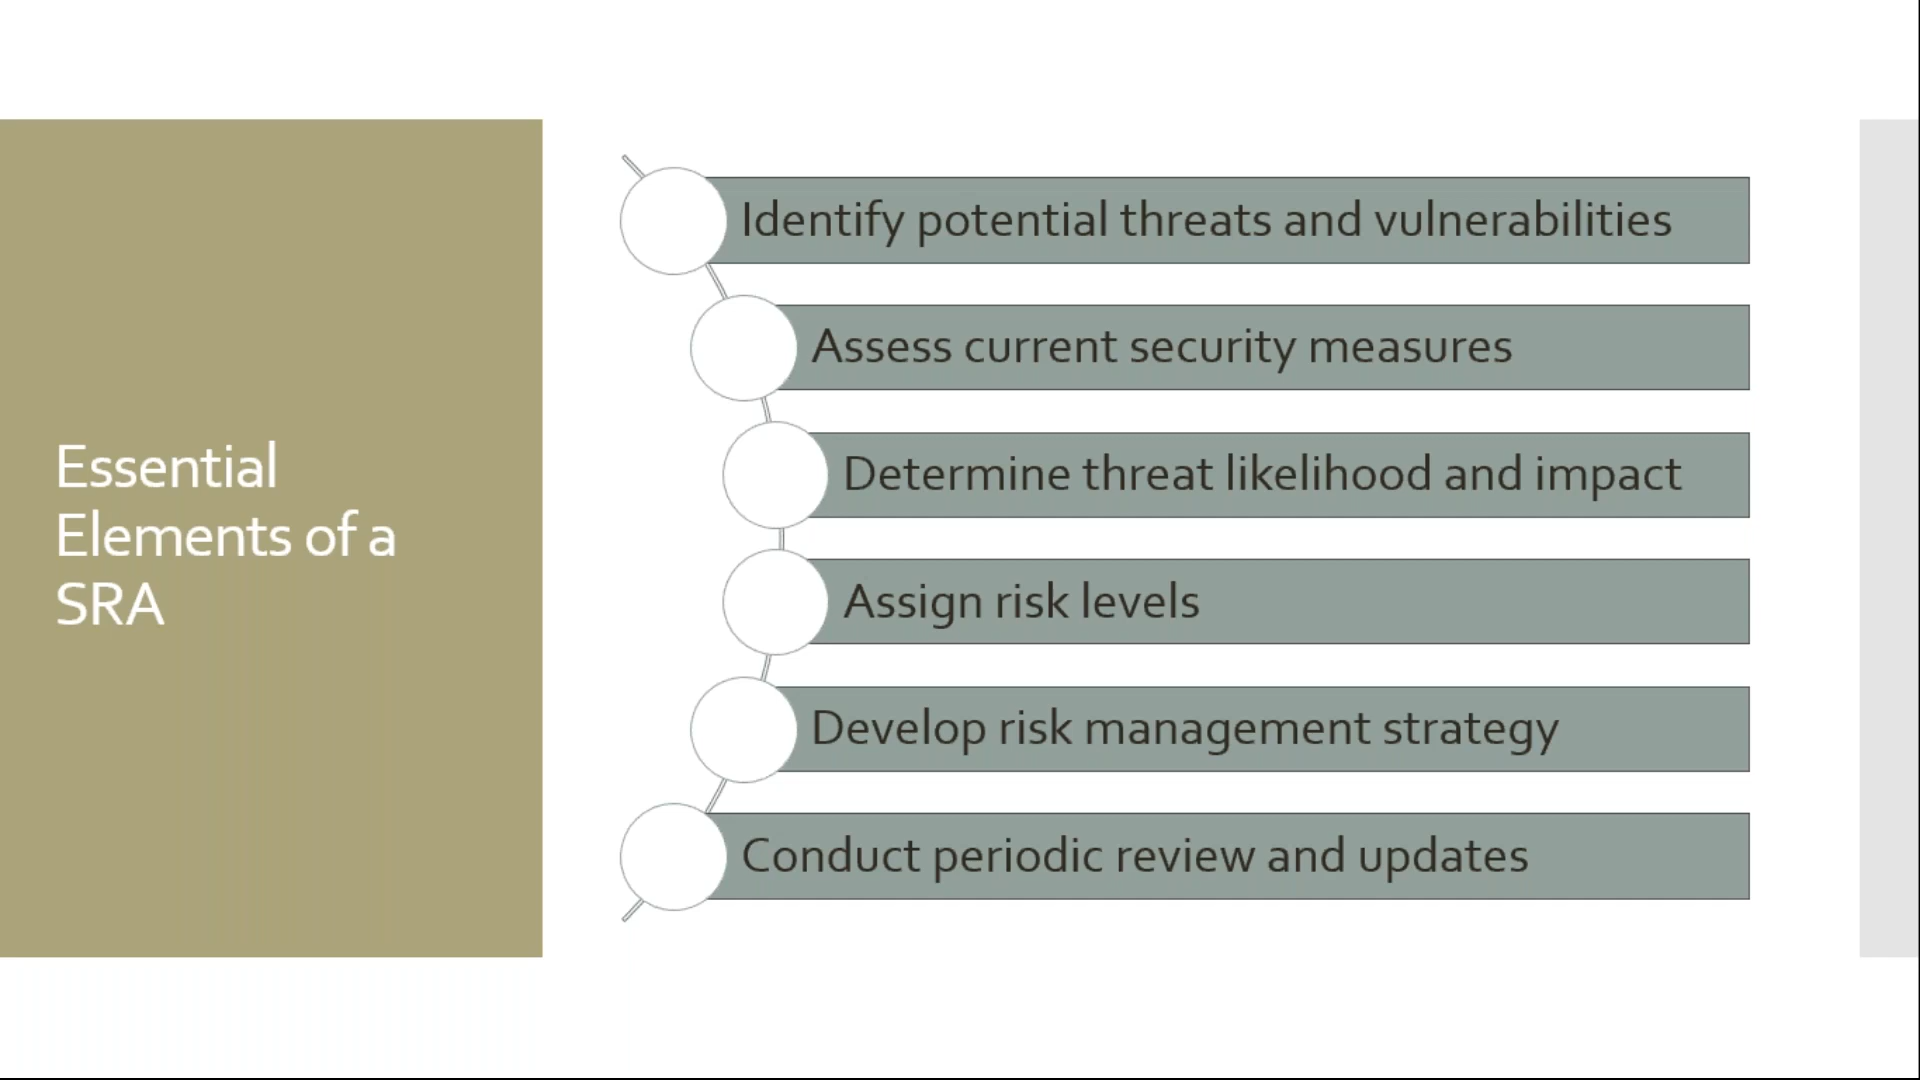 Essential
Elements of a
SRA
Identify potential threats and vulnerabilities
Assess current security measures
Determine threat likelihood and impact
Assign risk levels
Develop risk management strategy
Conduct periodic review and updates